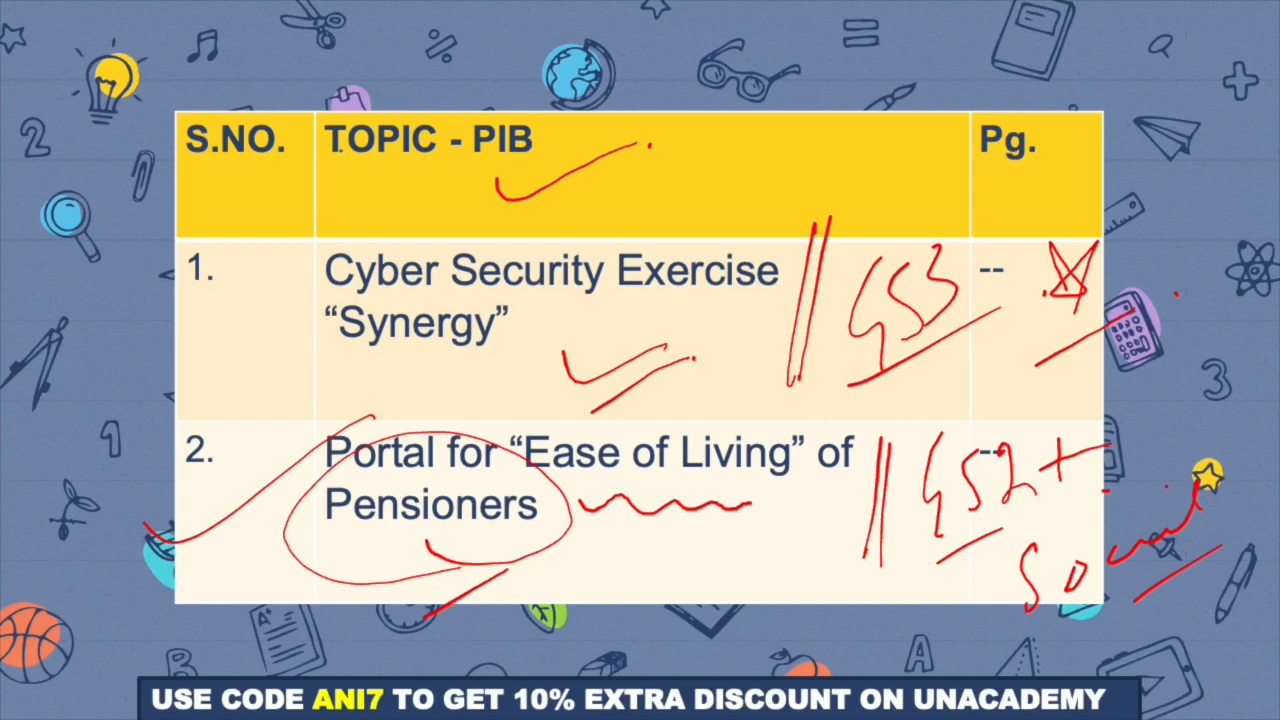 S.NO. TOPIC - PIB Pg.
1. Cyber Security Exercise -- GS3
“Synergy”
2. Portal for “Ease of Living” of -- GS2 +
Pensioners
Social
USE CODE ANI7 TO GET 10% EXTRA DISCOUNT ON UNACADEMY